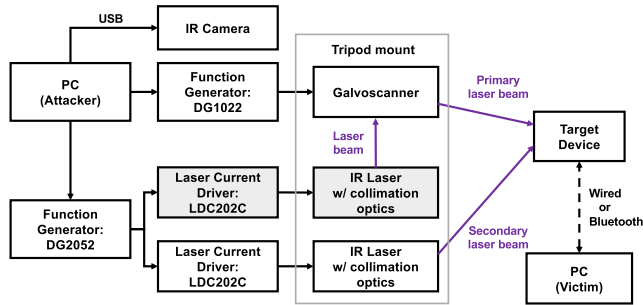 USB
IR Camera
Tripod mount
PC
(Attacker)
Function
Generator:
DG1022
Galvoscanner
Primary
laser beam
Laser
beam
Target
Device
Laser Current
Driver:
LDC202C
IR Laser
w/ collimation
optics
Function
Generator:
DG2052
Laser Current
Driver:
LDC202C
IR Laser
w/ collimation
optics
Secondary
laser beam
Wired
or
Bluetooth
PC
(Victim)